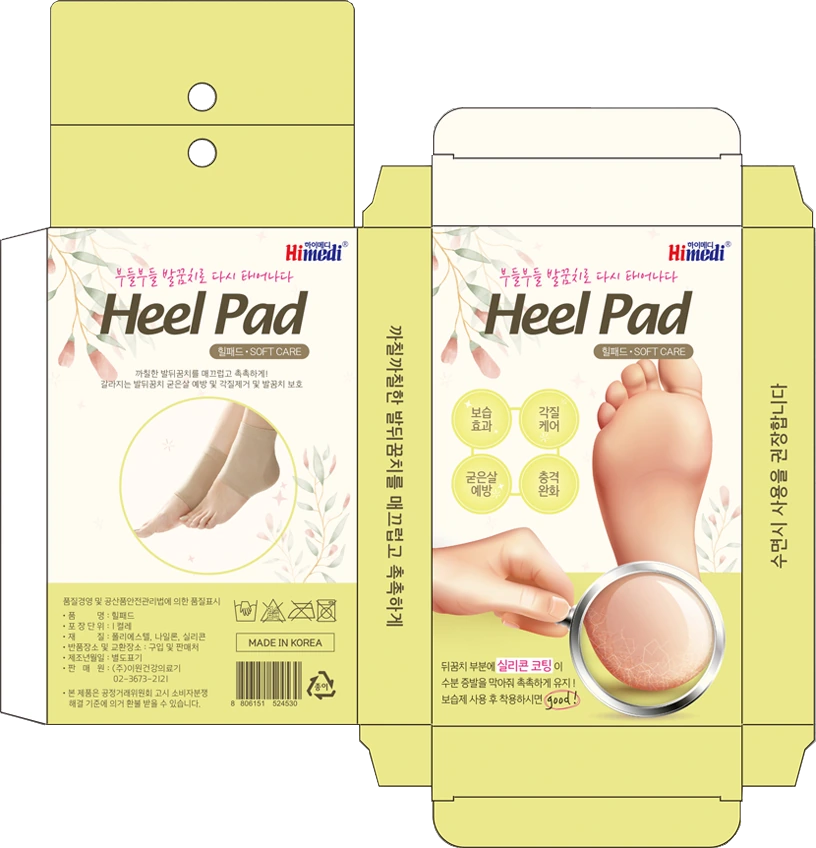 하이메디
Himedi®
부들부들 발꿈치로 다시 태어나다
Heel Pad
힐패드 • SOFT CARE
까칠한 발뒤꿈치를 매끄럽고 촉촉하게!
갈라지는 발뒤꿈치 굳은살 예방 및 각질제거 및 발꿈치 보호
품질경영 및 공산품안전관리법에 의한 품질표시
• 품 명 : 힐패드
• 포 장 단 위 : 1 켤레
• 재 질 : 폴리에스텔, 나일론, 실리콘
• 반품장소 및 교환장소 : 구입 및 판매처
• 제조년월일 : 별도표기
• 판 매 원 : (주)이원건강의료기
02-3673-2121
• 본 제품은 공정거래위원회 고시 소비자분쟁
해결 기준에 의거 환불 받을 수 있습니다.
MADE IN KOREA
8 806151 524530
종이
까칠까칠한 발뒤꿈치를 매끄럽고 촉촉하게
하이메디
Himedi®
부들부들 발꿈치로 다시 태어나다
Heel Pad
힐패드 • SOFT CARE
보습
효과
각질
케어
굳은살
예방
충격
완화
뒤꿈치 부분에 실리콘 코팅 이
수분 증발을 막아줘 촉촉하게 유지!
보습제 사용 후 착용하시면 good!
수면시 사용을 권장합니다